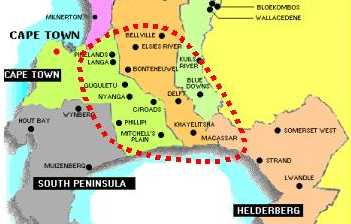 BLOEKOMBOS
WALLACEDENE
MILNERTON
CAPE TOWN
BELLVILLE
ELSIES RIVER
PINELANDS
LANGA
KUILS
RIVER
CAPE TOWN
BONTEHEUVEL
BLUE
DOWNS
GUGULETU
NYANGA
DELFT
CROADS
WYNBERG
PHILLIPI
KHAYELITSHA
HOUT BAY
MITCHELL'S
PLAIN
MACASSAR
SOMERSET WEST
MUIZENBERG
STRAND
SOUTH PENINSULA
LWANDLE
HELDERBERG